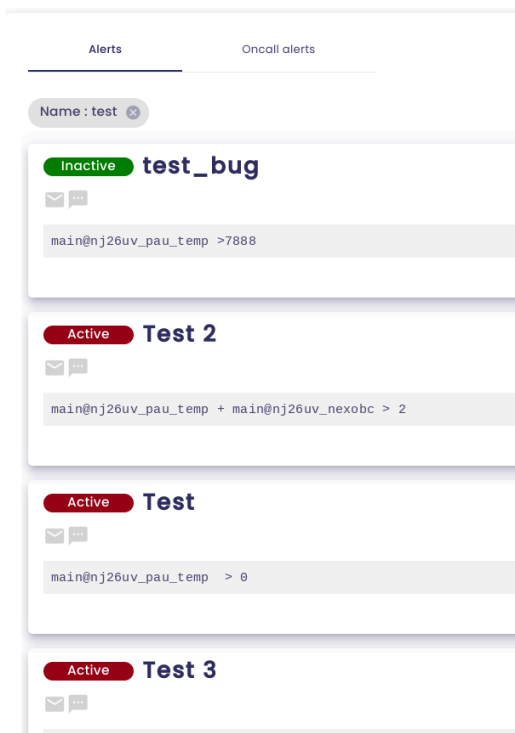 Alerts Oncall alerts
Name : test
Inactive test_bug
main@nj26uv_pau_temp >7888
Active Test 2
main@nj26uv_pau_temp + main@nj26uv_nexobc > 2
Active Test
main@nj26uv_pau_temp  > 0
Active Test 3